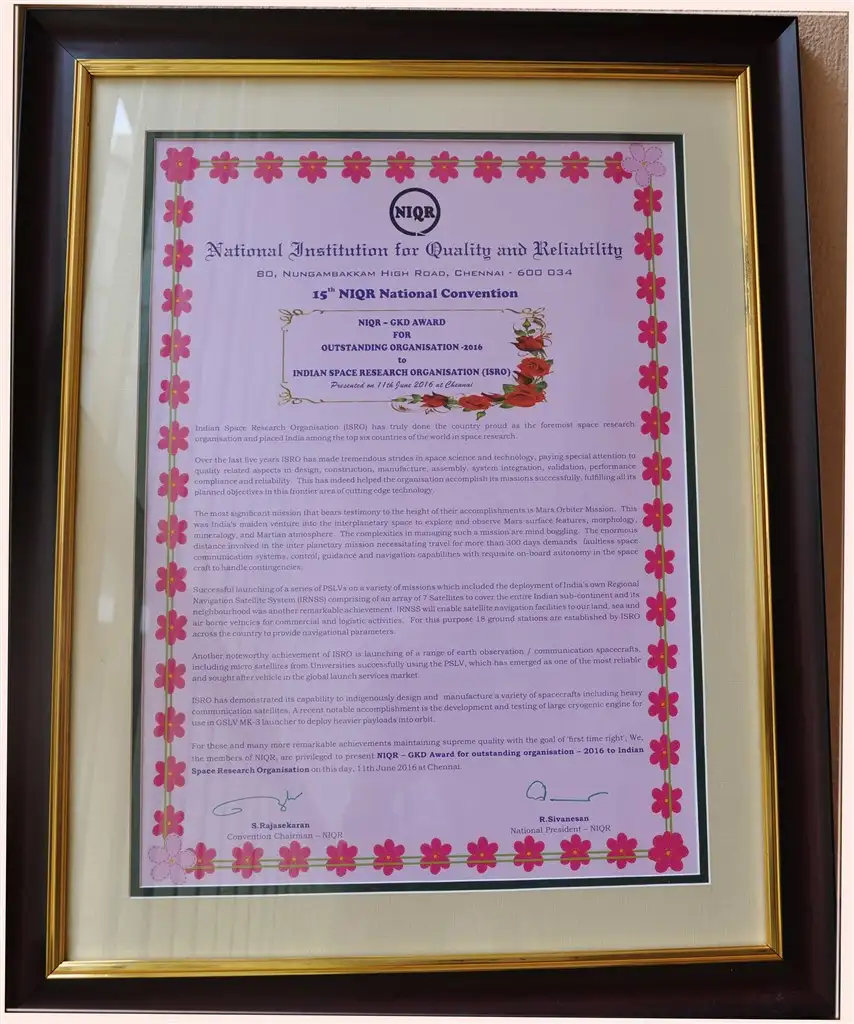 NIQR
National Institution for Quality and Reliability
80, Nungambakkam High Road, Chennai - 600 034
15th NIQR National Convention
NIQR – GKD AWARD
FOR
OUTSTANDING ORGANISATION -2016
to
INDIAN SPACE RESEARCH ORGANISATION (ISRO)
Presented on 11th June 2016 at Chennai
Indian Space Research Organisation (ISRO) has truly done the country proud as the foremost space research
organisation and placed India among the top six countries of the world in space research.
Over the last five years ISRO has made tremendous strides in space science and technology, paying special attention to
quality related aspects in design, construction, manufacture, assembly, system integration, validation, performance
compliance and reliability. This has indeed helped the organisation accomplish its missions successfully, fulfilling all its
planned objectives in this frontier area of cutting edge technology.
The most significant mission that bears testimony to the height of their accomplishments is Mars Orbiter Mission. This
was India's maiden venture into the interplanetary space to explore and observe Mars surface features, morphology,
mineralogy, and Martian atmosphere. The complexities in managing such a mission are mind boggling. The enormous
distance involved in the inter planetary mission necessitating travel for more than 300 days demands faultless space
communication systems, control, guidance and navigation capabilities with requisite on-board autonomy in the space
craft to handle contingencies.
Successful launching of a series of PSLVs on a variety of missions which included the deployment of India's own Regional
Navigation Satellite System (IRNSS) comprising of an array of 7 Satellites to cover the entire Indian sub-continent and its
neighbourhood was another remarkable achievement. IRNSS will enable satellite navigation facilities to our land, sea and
air borne vehicles for commercial and logistic activities. For this purpose 18 ground stations are established by ISRO
across the country to provide navigational parameters.
Another noteworthy achievement of ISRO is launching of a range of earth observation / communication spacecrafts,
including micro satellites from Universities successfully using the PSLV, which has emerged as one of the most reliable
and sought after vehicle in the global launch services market.
ISRO has demonstrated its capability to indigenously design and manufacture a variety of spacecrafts including heavy
communication satellites. A recent notable accomplishment is the development and testing of large cryogenic engine for
use in GSLV MK-3 launcher to deploy heavier payloads into orbit.
For these and many more remarkable achievements maintaining supreme quality with the goal of 'first time right', We,
the members of NIQR, are privileged to present NIQR – GKD Award for outstanding organisation – 2016 to Indian
Space Research Organisation on this day, 11th June 2016 at Chennai.
S.Rajasekaran
Convention Chairman – NIQR
R.Sivanesan
National President – NIQR